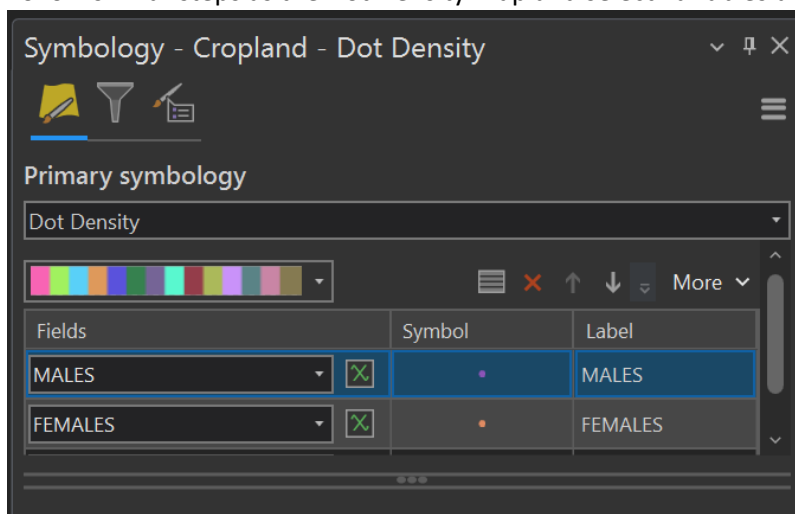 Symbology - Cropland - Dot Density
Primary symbology
Dot Density
More
Fields Symbol Label
MALES MALES
FEMALES FEMALES